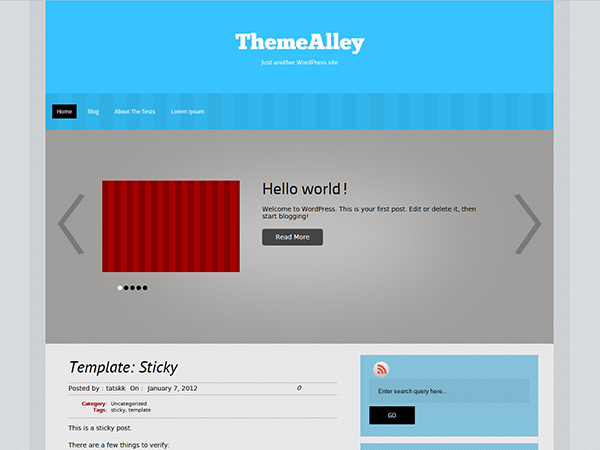 ThemeAlley
Just another WordPress site
Home Blog About The Tests Lorem Ipsum
Hello world!
Welcome to WordPress. This is your first post. Edit or delete it, then
start blogging!
Read More
Template: Sticky
Posted by : tatskk On : January 7, 2012 0
Category: Uncategorized
Tags: sticky, template
This is a sticky post.
There are a few things to verify:
Enter search query here...
GO